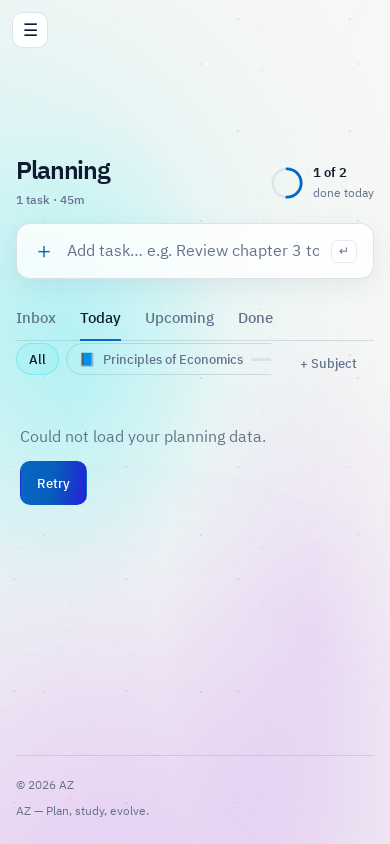 ☰
Planning
1 task · 45m
1 of 2
done today
+ Add task… e.g. Review chapter 3 to ↵
Inbox Today Upcoming Done
All 📘 Principles of Economics + Subject
Could not load your planning data.
Retry
© 2026 AZ
AZ — Plan, study, evolve.